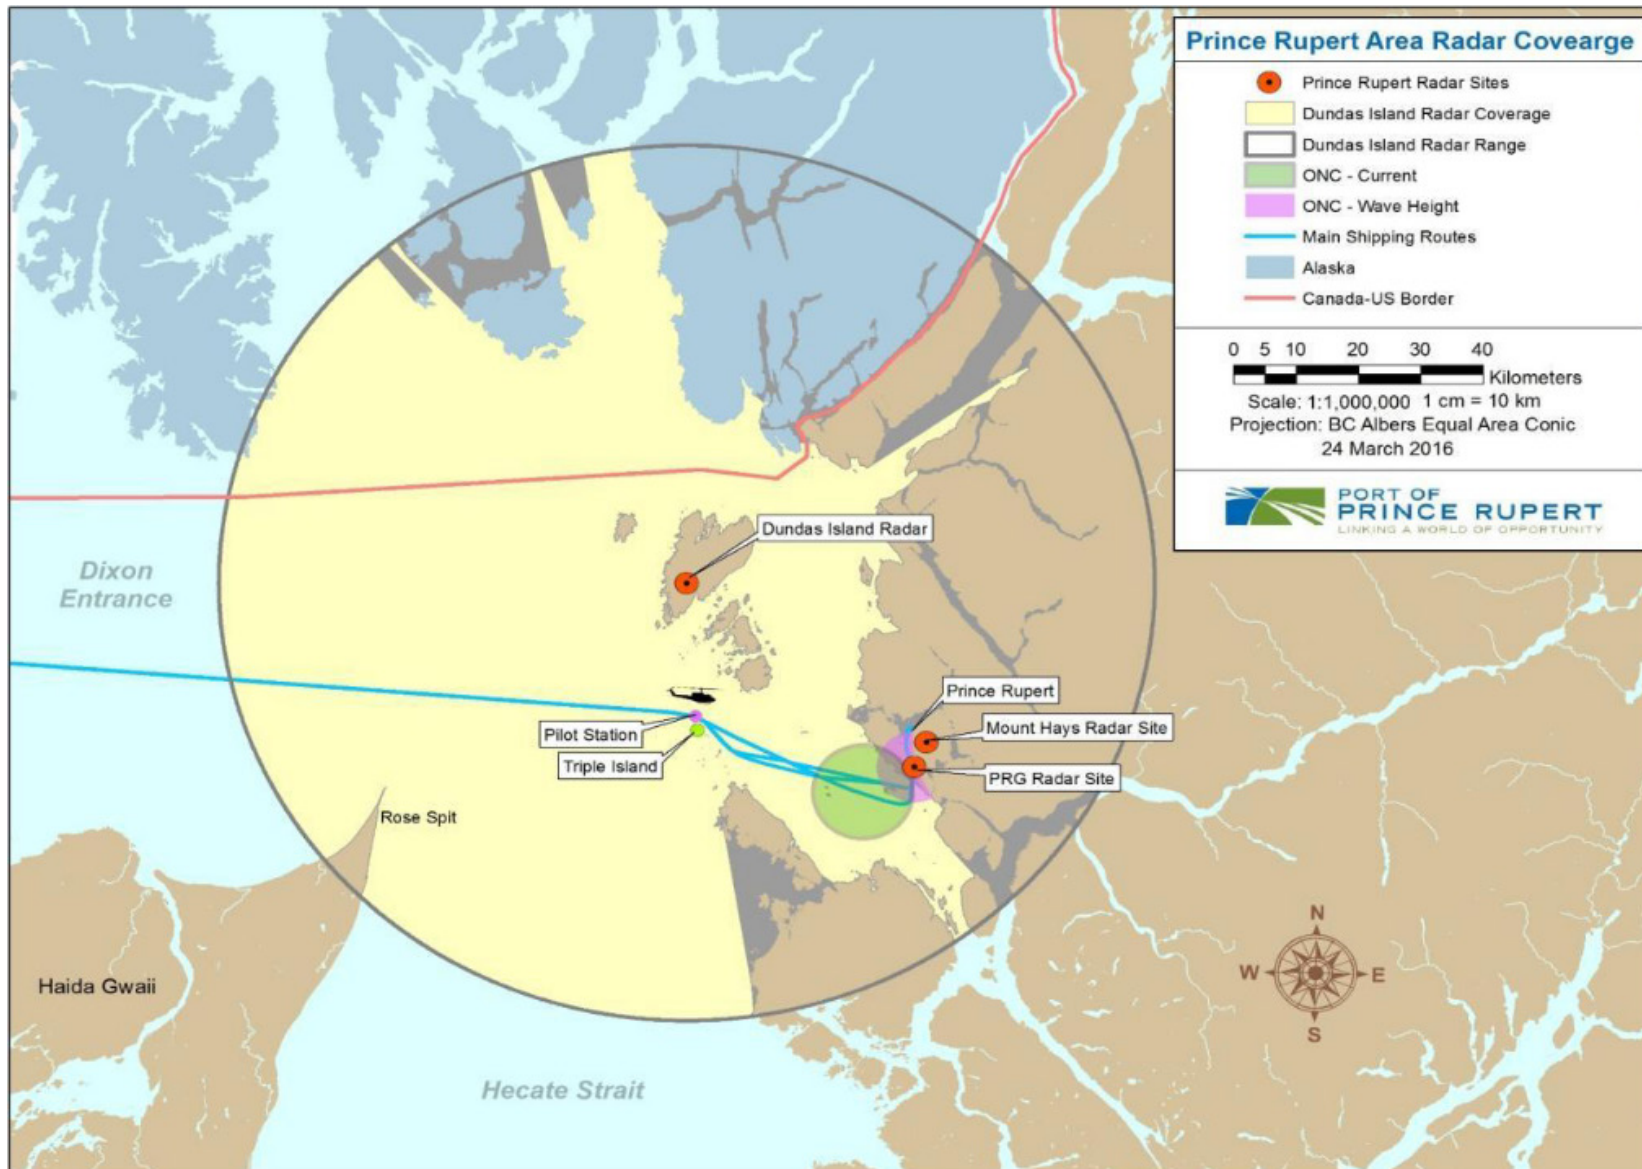 Prince Rupert Area Radar Covearge
Prince Rupert Radar Sites
Dundas Island Radar Coverage
Dundas Island Radar Range
ONC - Current
ONC - Wave Height
Main Shipping Routes
Alaska
Canada-US Border
0 5 10 20 30 40
Kilometers
Scale: 1:1,000,000 1 cm = 10 km
Projection: BC Albers Equal Area Conic
24 March 2016
PORT OF
PRINCE RUPERT
LINKING A WORLD OF OPPORTUNITY
Dundas Island Radar
Dixon
Entrance
Prince Rupert
Pilot Station
Mount Hays Radar Site
Triple Island
PRG Radar Site
Rose Spit
Haida Gwaii
Hecate Strait
N
W E
S